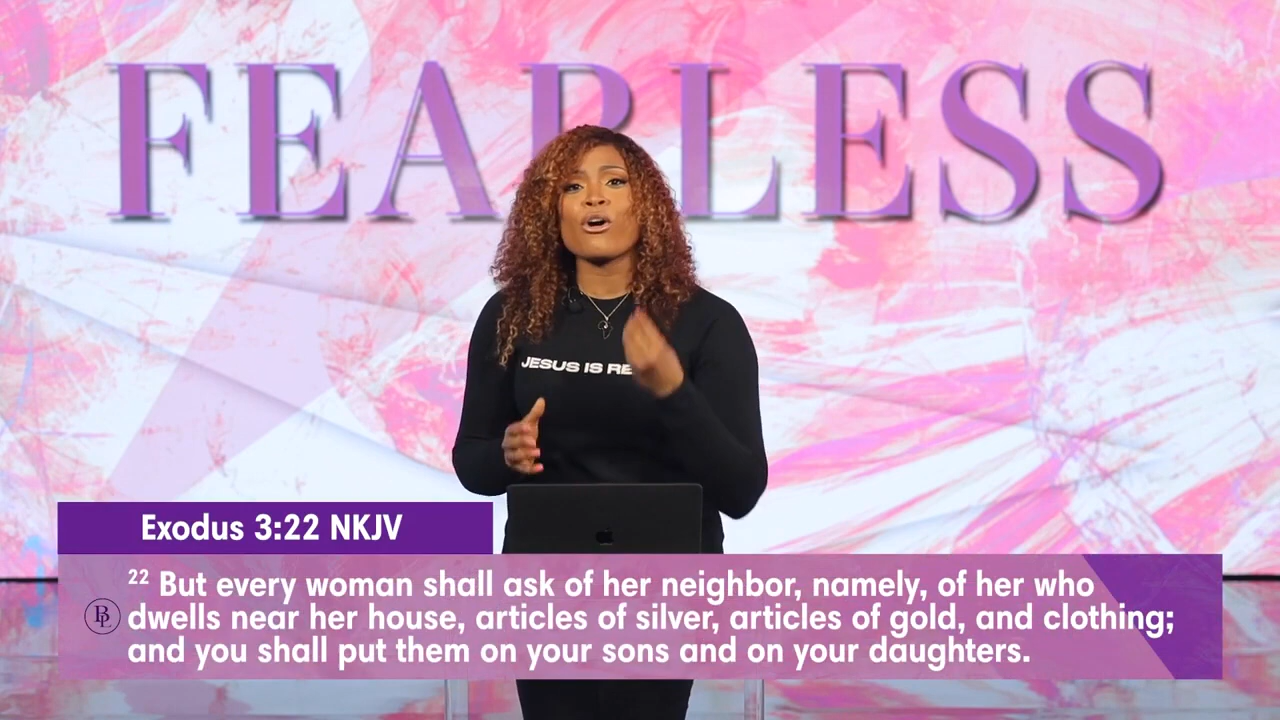 FEARLESS
JESUS IS RE
Exodus 3:22 NKJV
22 But every woman shall ask of her neighbor, namely, of her who
dwells near her house, articles of silver, articles of gold, and clothing;
and you shall put them on your sons and on your daughters.